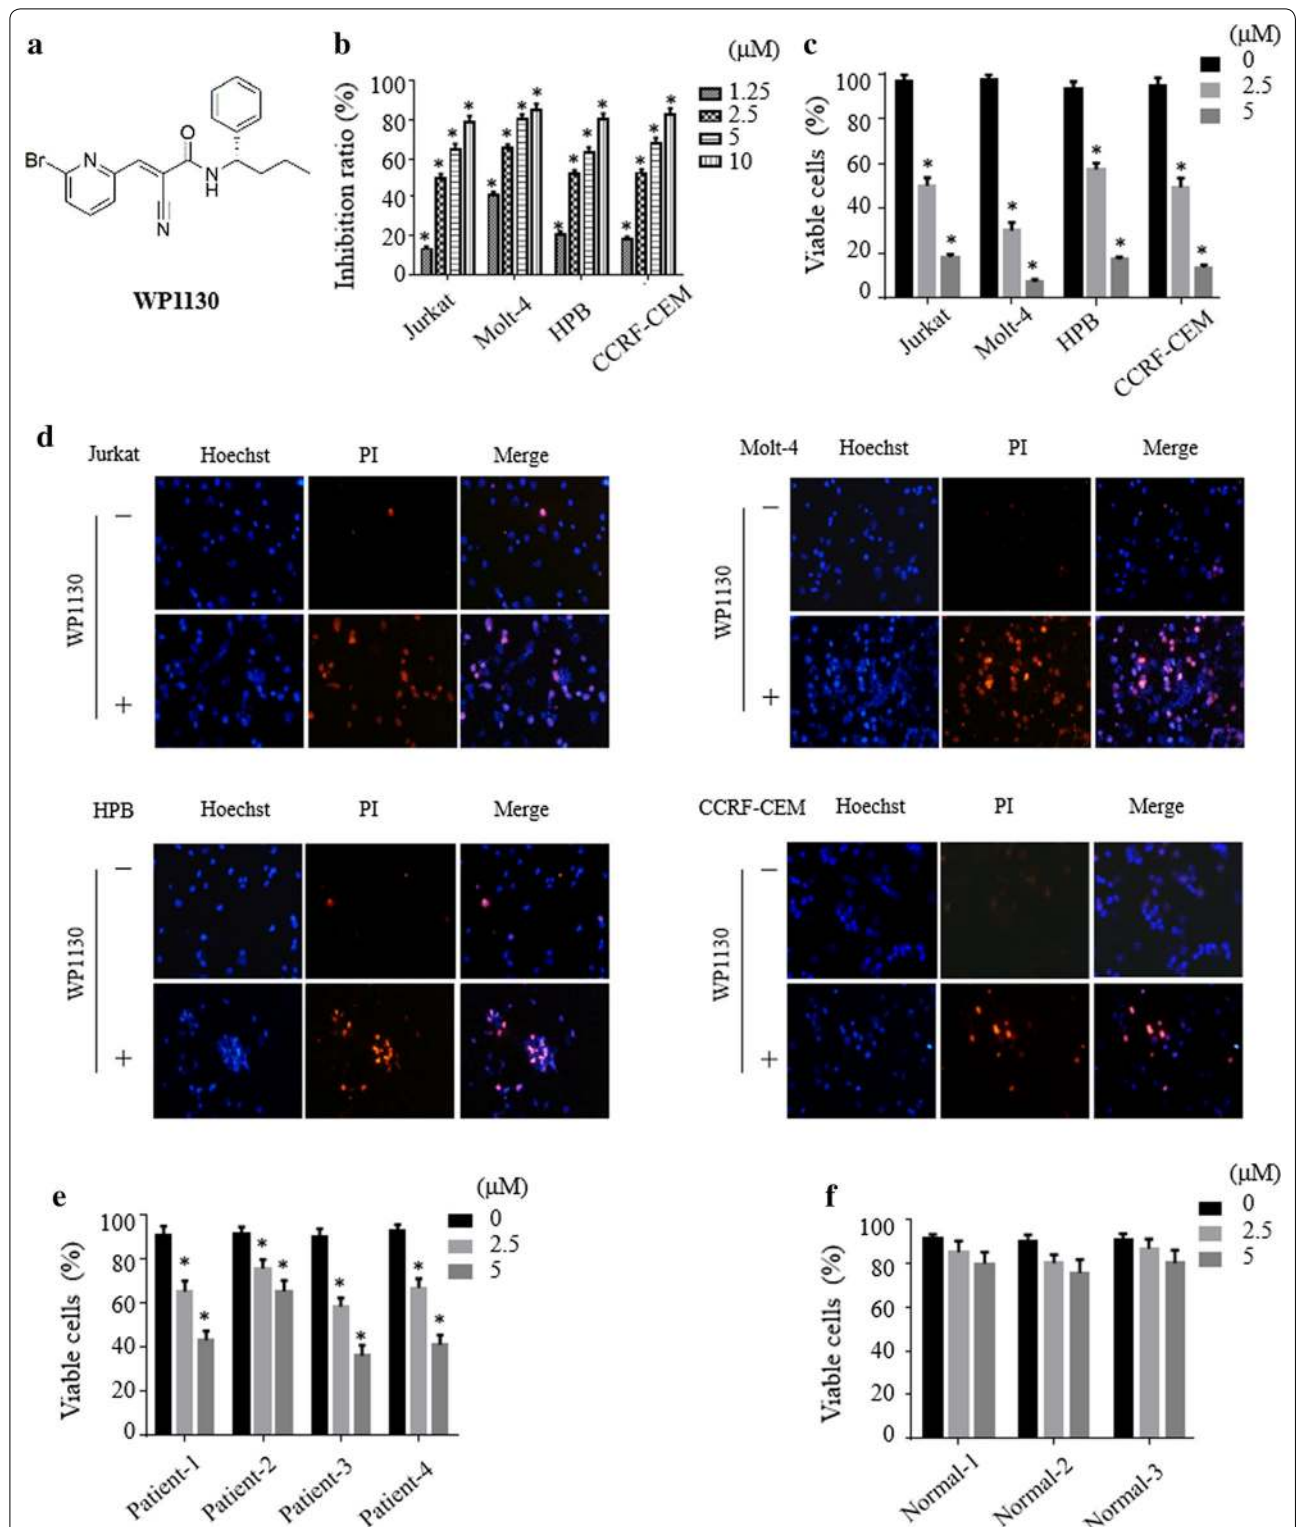 a
Br
N
O
N
H
N
WP1130
b
(µM)
Inhibition ratio (%)
100
80
60
40
20
0
* * * * * * * * * * * * * * * *
1.25
2.5
5
10
Jurkat
Molt-4
HPB
CCRF-CEM
c
(µM)
Viable cells (%)
100
80
60
40
20
0
* * * * * * * *
0
2.5
5
Jurkat
Molt-4
HPB
CCRF-CEM
d
Jurkat Hoechst PI Merge
WP1130
−
+
Molt-4 Hoechst PI Merge
WP1130
−
+
HPB Hoechst PI Merge
WP1130
−
+
CCRF-CEM Hoechst PI Merge
WP1130
−
+
e
(µM)
Viable cells (%)
100
80
60
40
20
0
* * * * * * * *
0
2.5
5
Patient-1
Patient-2
Patient-3
Patient-4
f
(µM)
Viable cells (%)
100
80
60
40
20
0
0
2.5
5
Normal-1
Normal-2
Normal-3